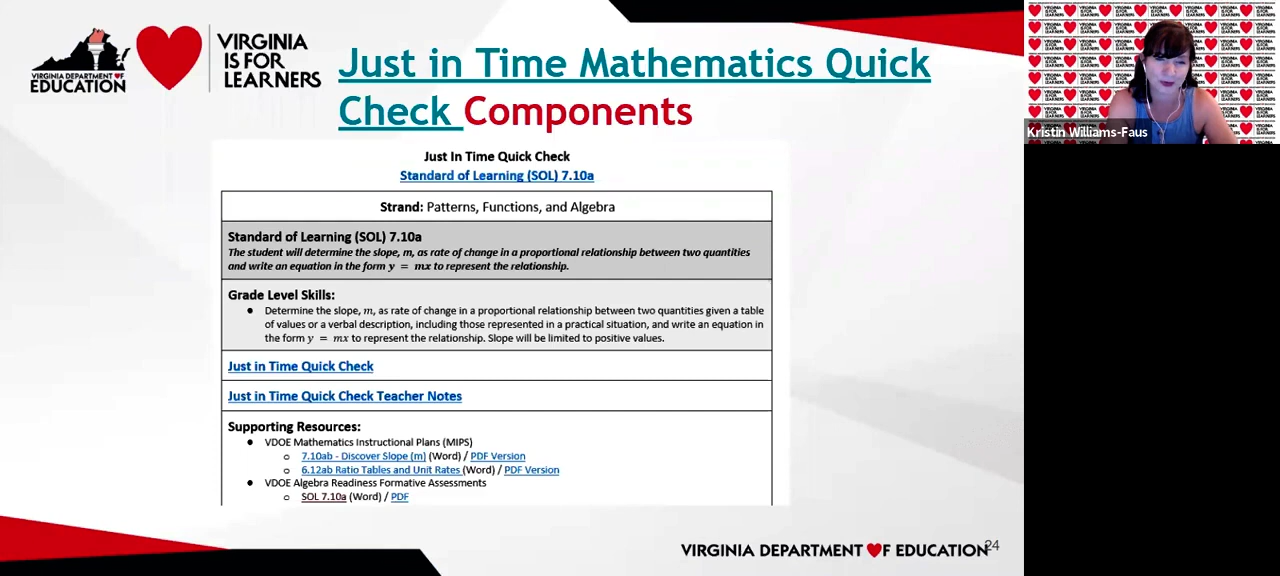 VIRGINIA DEPARTMENT OF
EDUCATION
VIRGINIA
IS FOR
LEARNERS
Just in Time Mathematics Quick
Check Components
Just In Time Quick Check
Standard of Learning (SOL) 7.10a
Strand: Patterns, Functions, and Algebra
Standard of Learning (SOL) 7.10a
The student will determine the slope, m, as rate of change in a proportional relationship between two quantities
and write an equation in the form y = mx to represent the relationship.
Grade Level Skills:
● Determine the slope, m, as rate of change in a proportional relationship between two quantities given a table
of values or a verbal description, including those represented in a practical situation, and write an equation in
the form y = mx to represent the relationship. Slope will be limited to positive values.
Just in Time Quick Check
Just in Time Quick Check Teacher Notes
Supporting Resources:
● VDOE Mathematics Instructional Plans (MIPS)
○ 7.10ab - Discover Slope (m) (Word) / PDF Version
○ 6.12ab Ratio Tables and Unit Rates (Word) / PDF Version
● VDOE Algebra Readiness Formative Assessments
○ SOL 7.10a (Word) / PDF
VIRGINIA DEPARTMENT OF EDUCATION
24
Kristin Williams-Faus